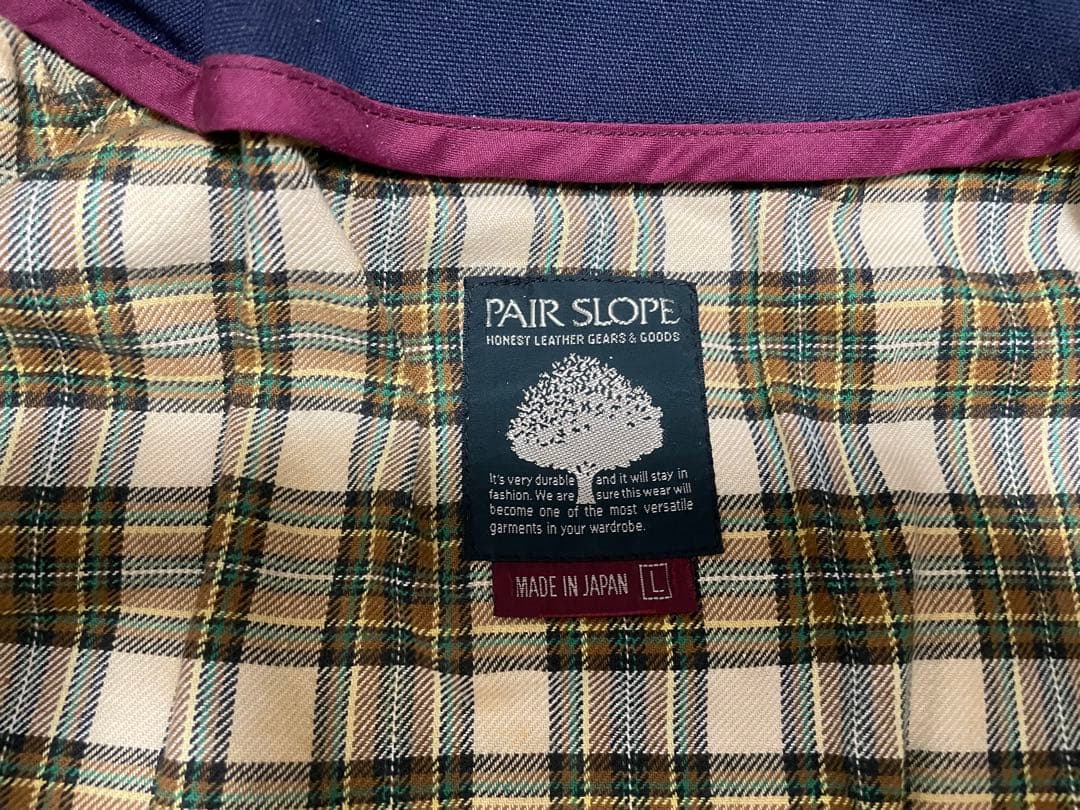 PAIR SLOPE
HONEST LEATHER GEARS & GOODS
It's very durable and it will stay in
fashion. We are sure this wear will
become one of the most versatile
garments in your wardrobe.
MADE IN JAPAN L